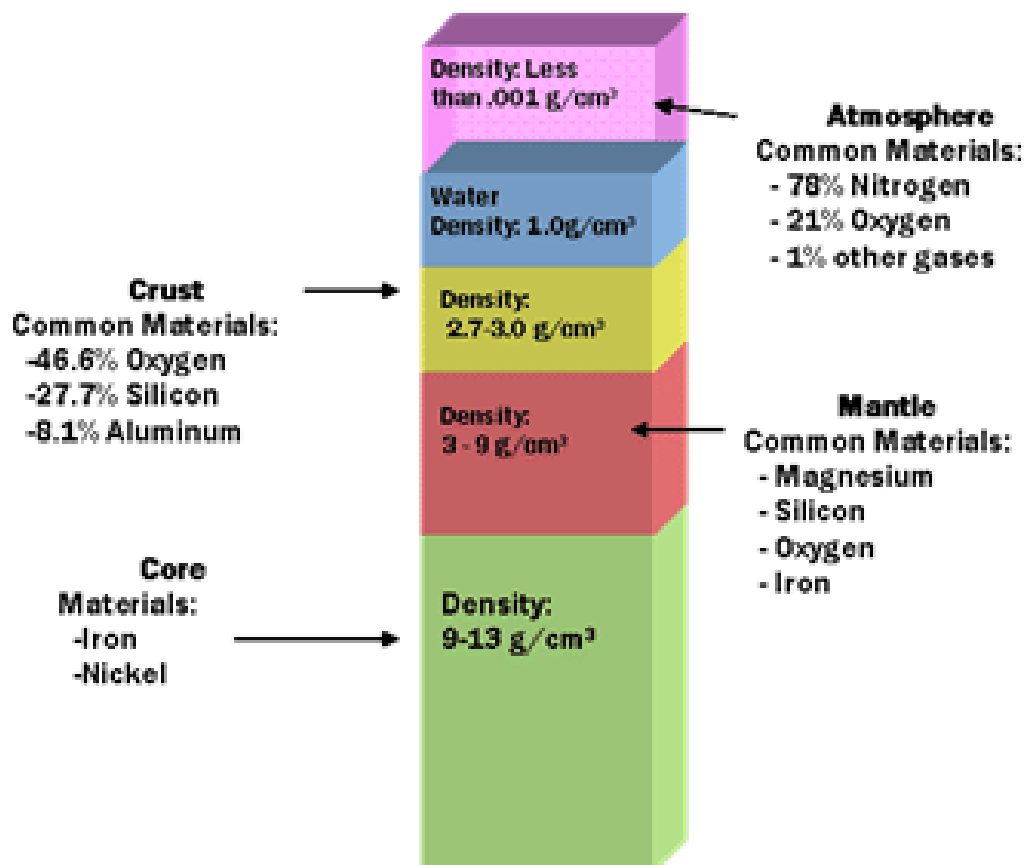 Density: Less
than .001 g/cm³
Atmosphere
Common Materials:
- 78% Nitrogen
- 21% Oxygen
- 1% other gases
Water
Density: 1.0g/cm³
Crust
Common Materials:
-46.6% Oxygen
-27.7% Silicon
-8.1% Aluminum
Density:
2.7-3.0 g/cm³
Mantle
Common Materials:
- Magnesium
- Silicon
- Oxygen
- Iron
Density:
3 - 9 g/cm³
Core
Materials:
-Iron
-Nickel
Density:
9-13 g/cm³